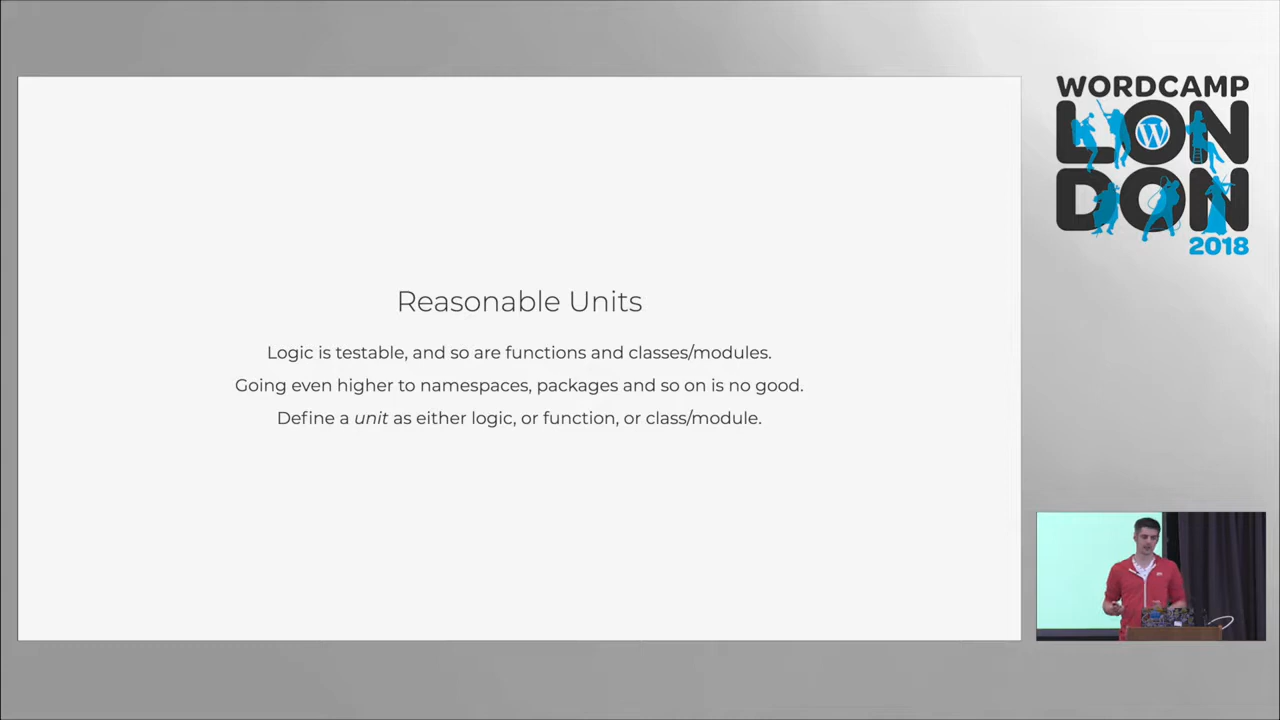 Reasonable Units
Logic is testable, and so are functions and classes/modules.
Going even higher to namespaces, packages and so on is no good.
Define a unit as either logic, or function, or class/module.
WORDCAMP
LON
DON
2018